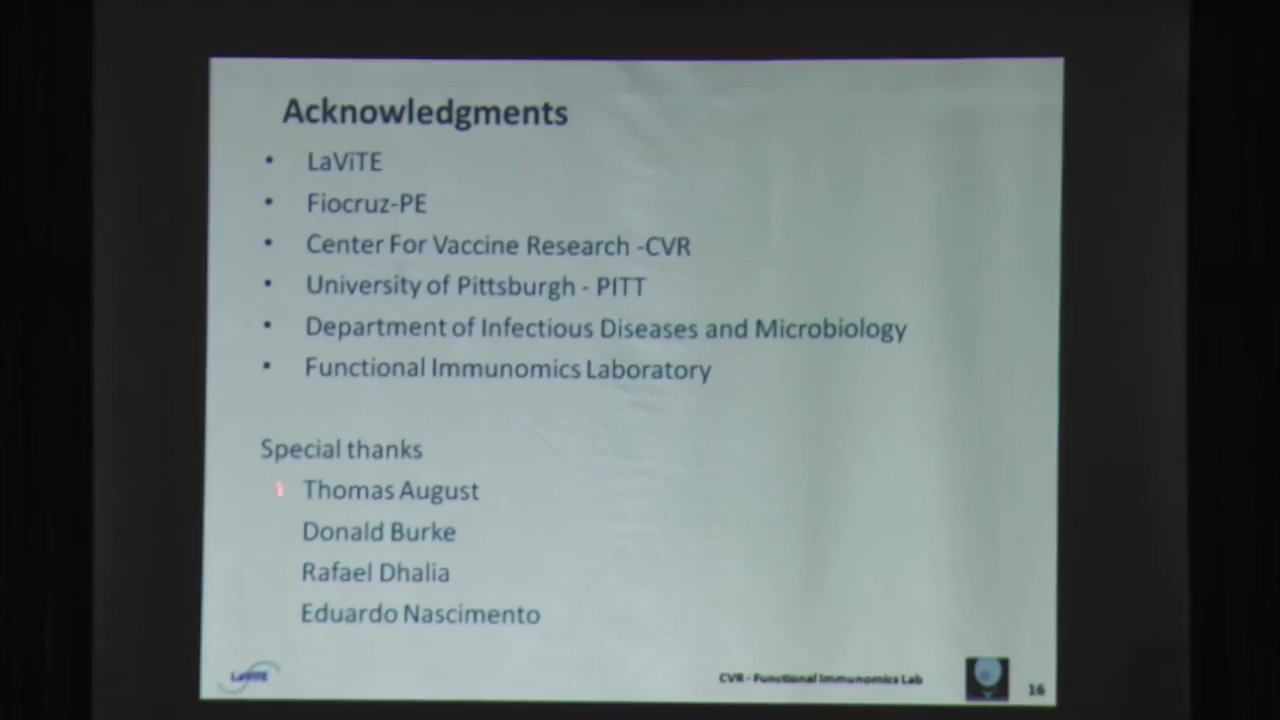 Acknowledgments
• LaViTE
• Fiocruz-PE
• Center For Vaccine Research -CVR
• University of Pittsburgh - PITT
• Department of Infectious Diseases and Microbiology
• Functional Immunomics Laboratory
Special thanks
Thomas August
Donald Burke
Rafael Dhalia
Eduardo Nascimento
LaViTE
CVR - Functional Immunomics Lab
16